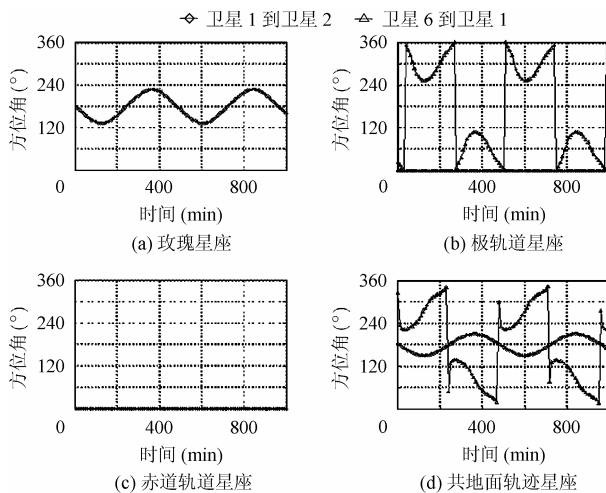 卫星 1 到卫星 2 卫星 6 到卫星 1
360
240
120
0
方位角 (°)
400 800
时间 (min)
(a) 玫瑰星座
360
240
120
0
方位角 (°)
400 800
时间 (min)
(b) 极轨道星座
360
240
120
0
方位角 (°)
400 800
时间 (min)
(c) 赤道轨道星座
360
240
120
0
方位角 (°)
400 800
时间 (min)
(d) 共地面轨迹星座